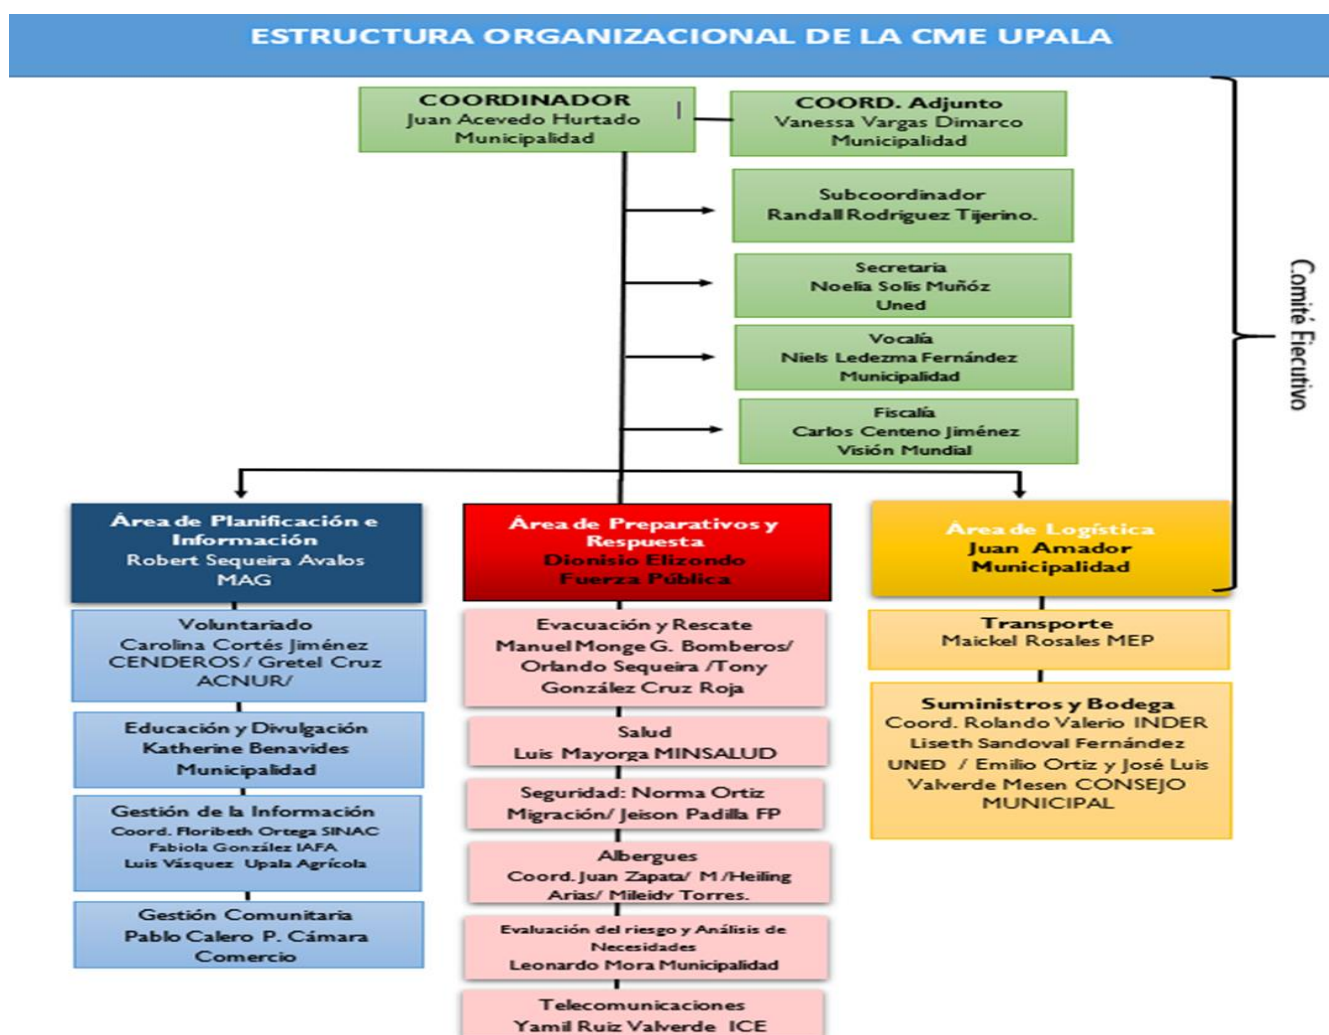 ESTRUCTURA ORGANIZACIONAL DE LA CME UPALA
COORDINADOR
Juan Acevedo Hurtado
Municipalidad
COORD. Adjunto
Vanessa Vargas Dimarco
Municipalidad
Subcoordinador
Randall Rodriguez Tijerino.
Secretaria
Noelia Solis Muñóz
Uned
Vocalía
Niels Ledezma Fernández
Municipalidad
Fiscalía
Carlos Centeno Jiménez
Visión Mundial
Comité Ejecutivo
Área de Planificación e
Información
Robert Sequeira Avalos
MAG
Voluntariado
Carolina Cortés Jiménez
CENDEROS / Gretel Cruz
ACNUR/
Educación y Divulgación
Katherine Benavides
Municipalidad
Gestión de la Información
Coord. Floribeth Ortega SINAC
Fabiola González IAFA
Luis Vásquez Upala Agrícola
Gestión Comunitaria
Pablo Calero P. Cámara
Comercio
Área de Preparativos y
Respuesta
Dionisio Elizondo
Fuerza Pública
Evacuación y Rescate
Manuel Monge G. Bomberos/
Orlando Sequeira /Tony
González Cruz Roja
Salud
Luis Mayorga MINSALUD
Seguridad: Norma Ortiz
Migración/ Jeison Padilla FP
Albergues
Coord. Juan Zapata/ M /Heiling
Arias/ Mileidy Torres.
Evaluación del riesgo y Análisis de
Necesidades
Leonardo Mora Municipalidad
Telecomunicaciones
Yamil Ruiz Valverde ICE
Área de Logística
Juan Amador
Municipalidad
Transporte
Maickel Rosales MEP
Suministros y Bodega
Coord. Rolando Valerio INDER
Liseth Sandoval Fernández
UNED / Emilio Ortiz y José Luis
Valverde Mesen CONSEJO
MUNICIPAL